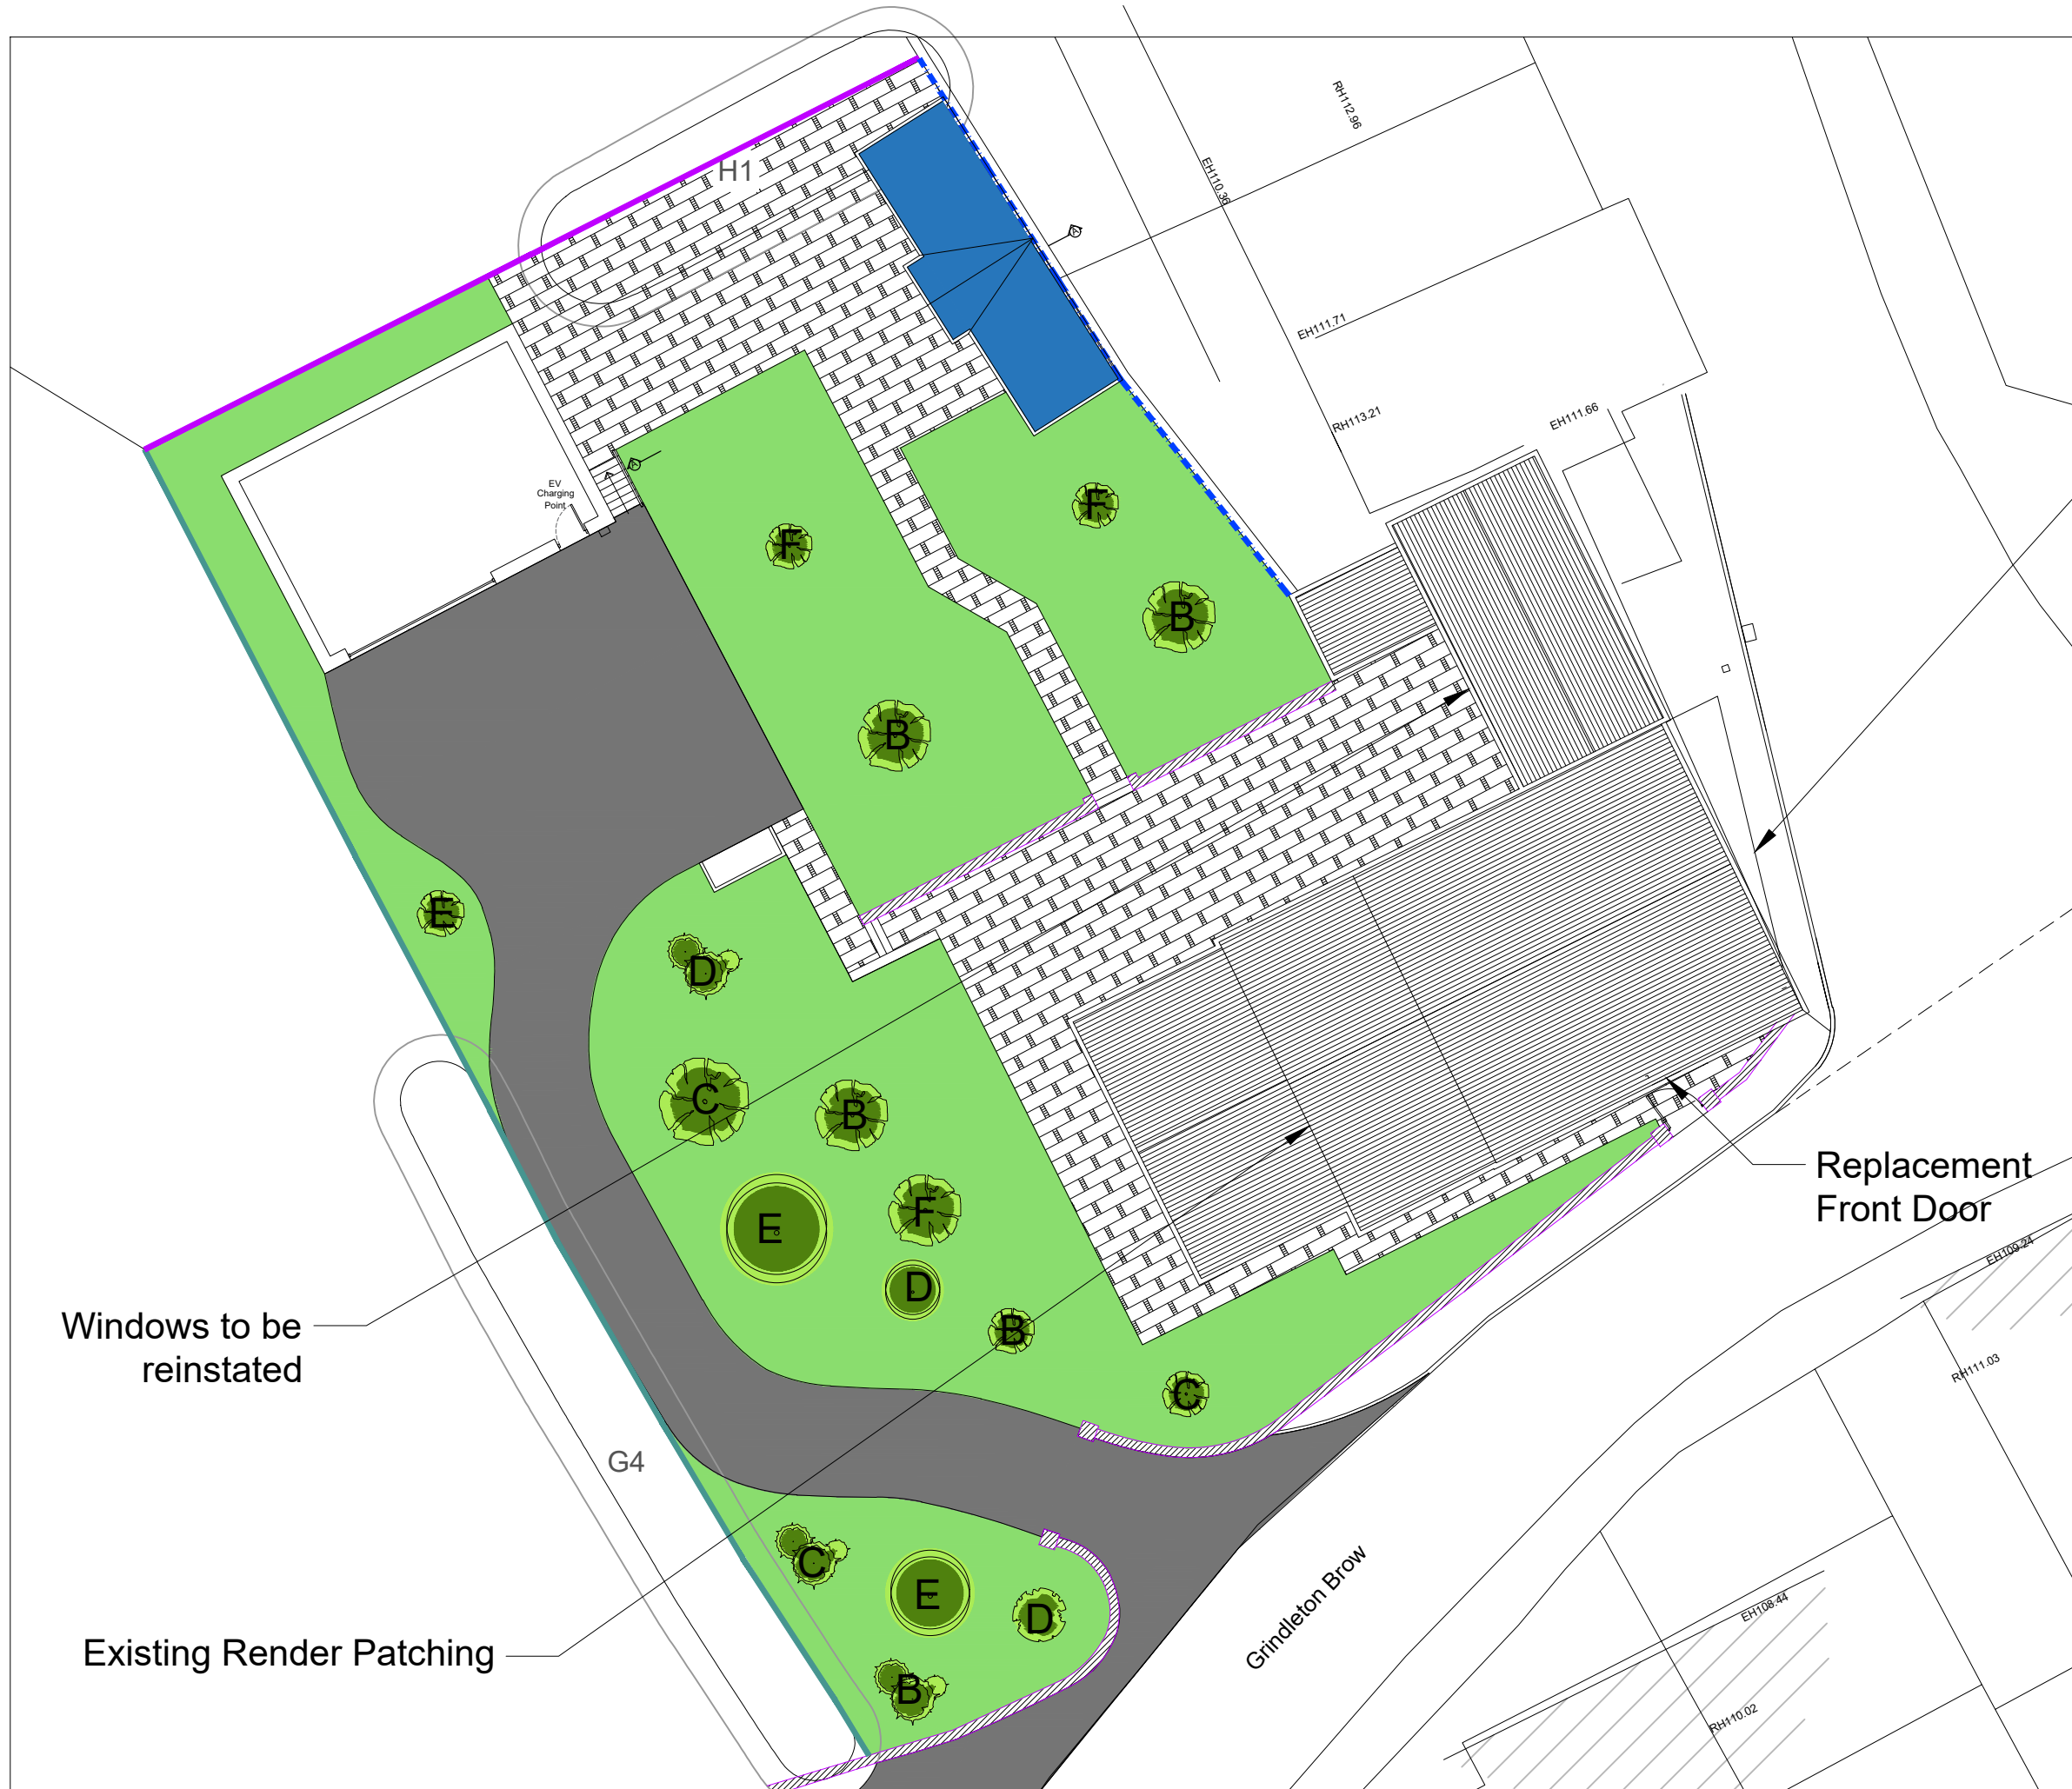 RH112.96
H1
EH110.36
EH111.71
RH113.21
EH111.66
EV
Charging
Point
F
F
B
B
E
D
C
B
Replacement
Front Door
F
E
EH109.24
D
Windows to be
reinstated
B
RH111.03
C
G4
C
E
D
Grindleton Brow
EH108.44
Existing Render Patching
B
RH110.02